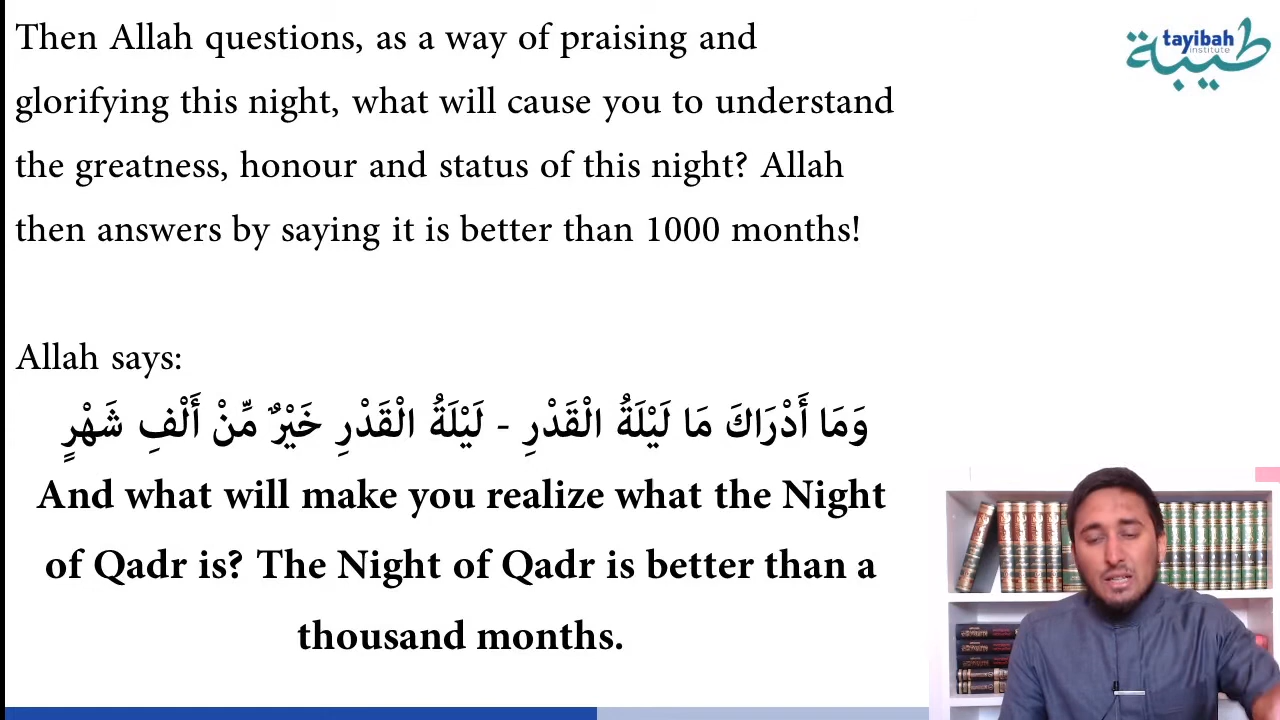 Then Allah questions, as a way of praising and
glorifying this night, what will cause you to understand
the greatness, honour and status of this night? Allah
then answers by saying it is better than 1000 months!
Allah says:
وَمَا أَدْرَاكَ مَا لَيْلَةُ الْقَدْرِ - لَيْلَةُ الْقَدْرِ خَيْرٌ مِّنْ أَلْفِ شَهْرٍ
And what will make you realize what the Night
of Qadr is? The Night of Qadr is better than a
thousand months.
tayibah
institute
طيبة